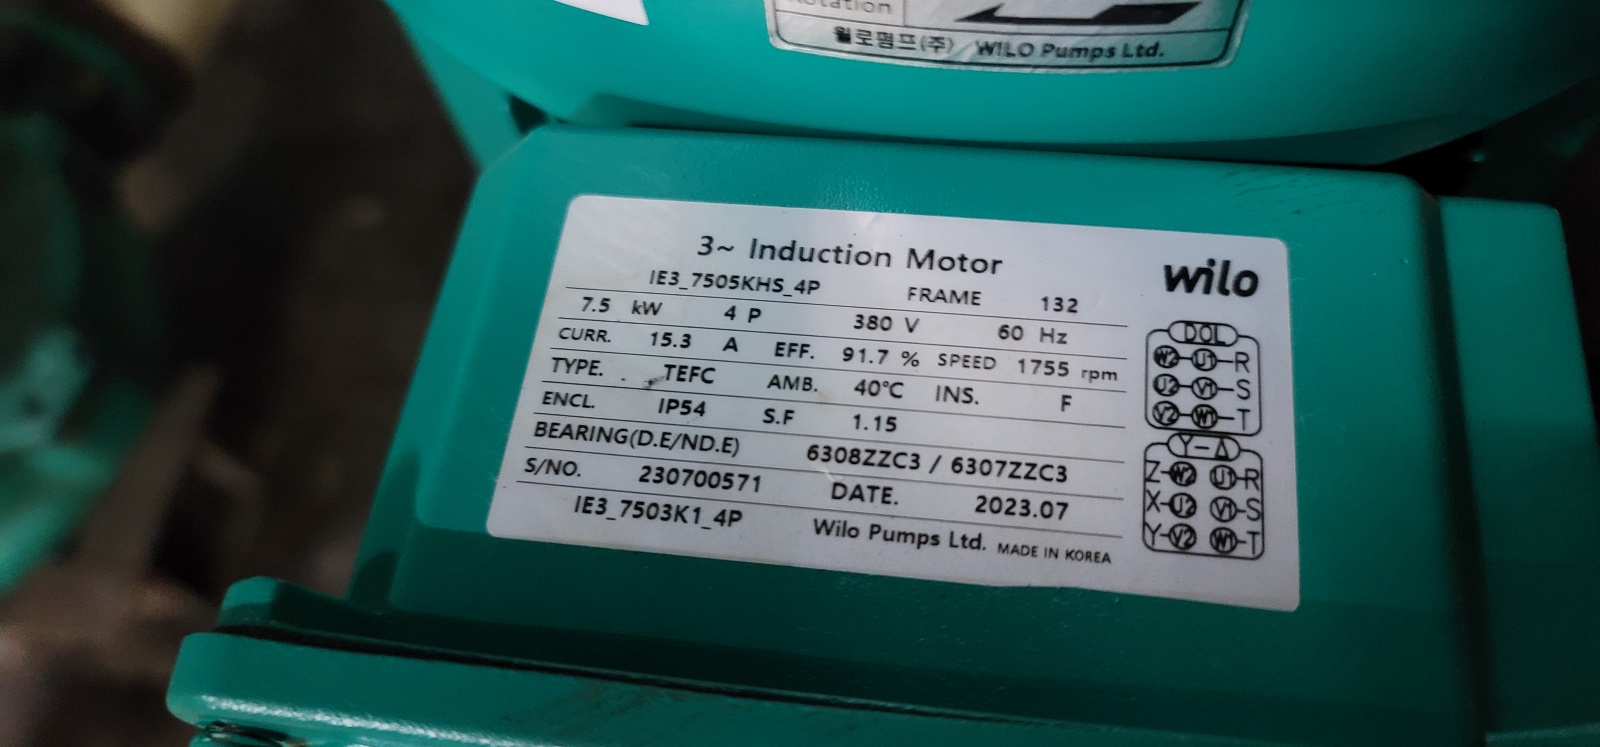 Rotation
윌로펌프(주) WILO Pumps Ltd.
3~ Induction Motor
wilo
IE3_7505KHS_4P FRAME 132
7.5 kW 4 P 380 V 60 Hz
CURR. 15.3 A EFF. 91.7 % SPEED 1755 rpm
TYPE. TEFC AMB. 40℃ INS. F
ENCL. IP54 S.F 1.15
BEARING(D.E/ND.E) 6308ZZC3 / 6307ZZC3
S/NO. 230700571 DATE. 2023.07
IE3_7503K1_4P Wilo Pumps Ltd. MADE IN KOREA
DOL
W2 U1 R
U2 V1 S
V2 W1 T
Y-Δ
Z W2 U1 R
X U2 V1 S
Y V2 W1 T